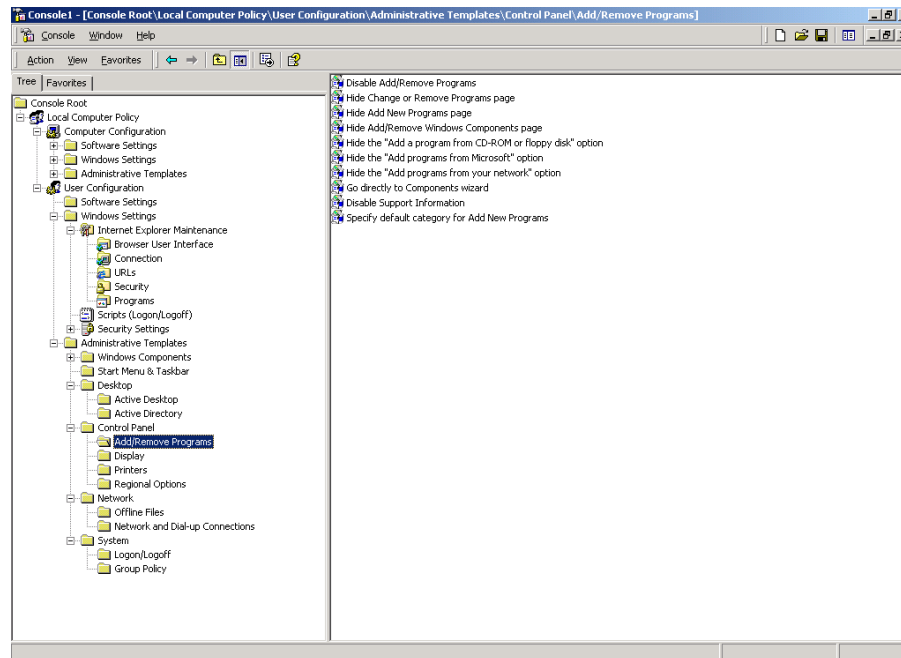 Console1 - [Console Root\Local Computer Policy\User Configuration\Administrative Templates\Control Panel\Add/Remove Programs]
Console Window Help
Action View Favorites
Tree Favorites
Console Root
Local Computer Policy
Computer Configuration
Software Settings
Windows Settings
Administrative Templates
User Configuration
Software Settings
Windows Settings
Internet Explorer Maintenance
Browser User Interface
Connection
URLs
Security
Programs
Scripts (Logon/Logoff)
Security Settings
Administrative Templates
Windows Components
Start Menu & Taskbar
Desktop
Active Desktop
Active Directory
Control Panel
Add/Remove Programs
Display
Printers
Regional Options
Network
Offline Files
Network and Dial-up Connections
System
Logon/Logoff
Group Policy
Disable Add/Remove Programs
Hide Change or Remove Programs page
Hide Add New Programs page
Hide Add/Remove Windows Components page
Hide the "Add a program from CD-ROM or floppy disk" option
Hide the "Add programs from Microsoft" option
Hide the "Add programs from your network" option
Go directly to Components wizard
Disable Support Information
Specify default category for Add New Programs